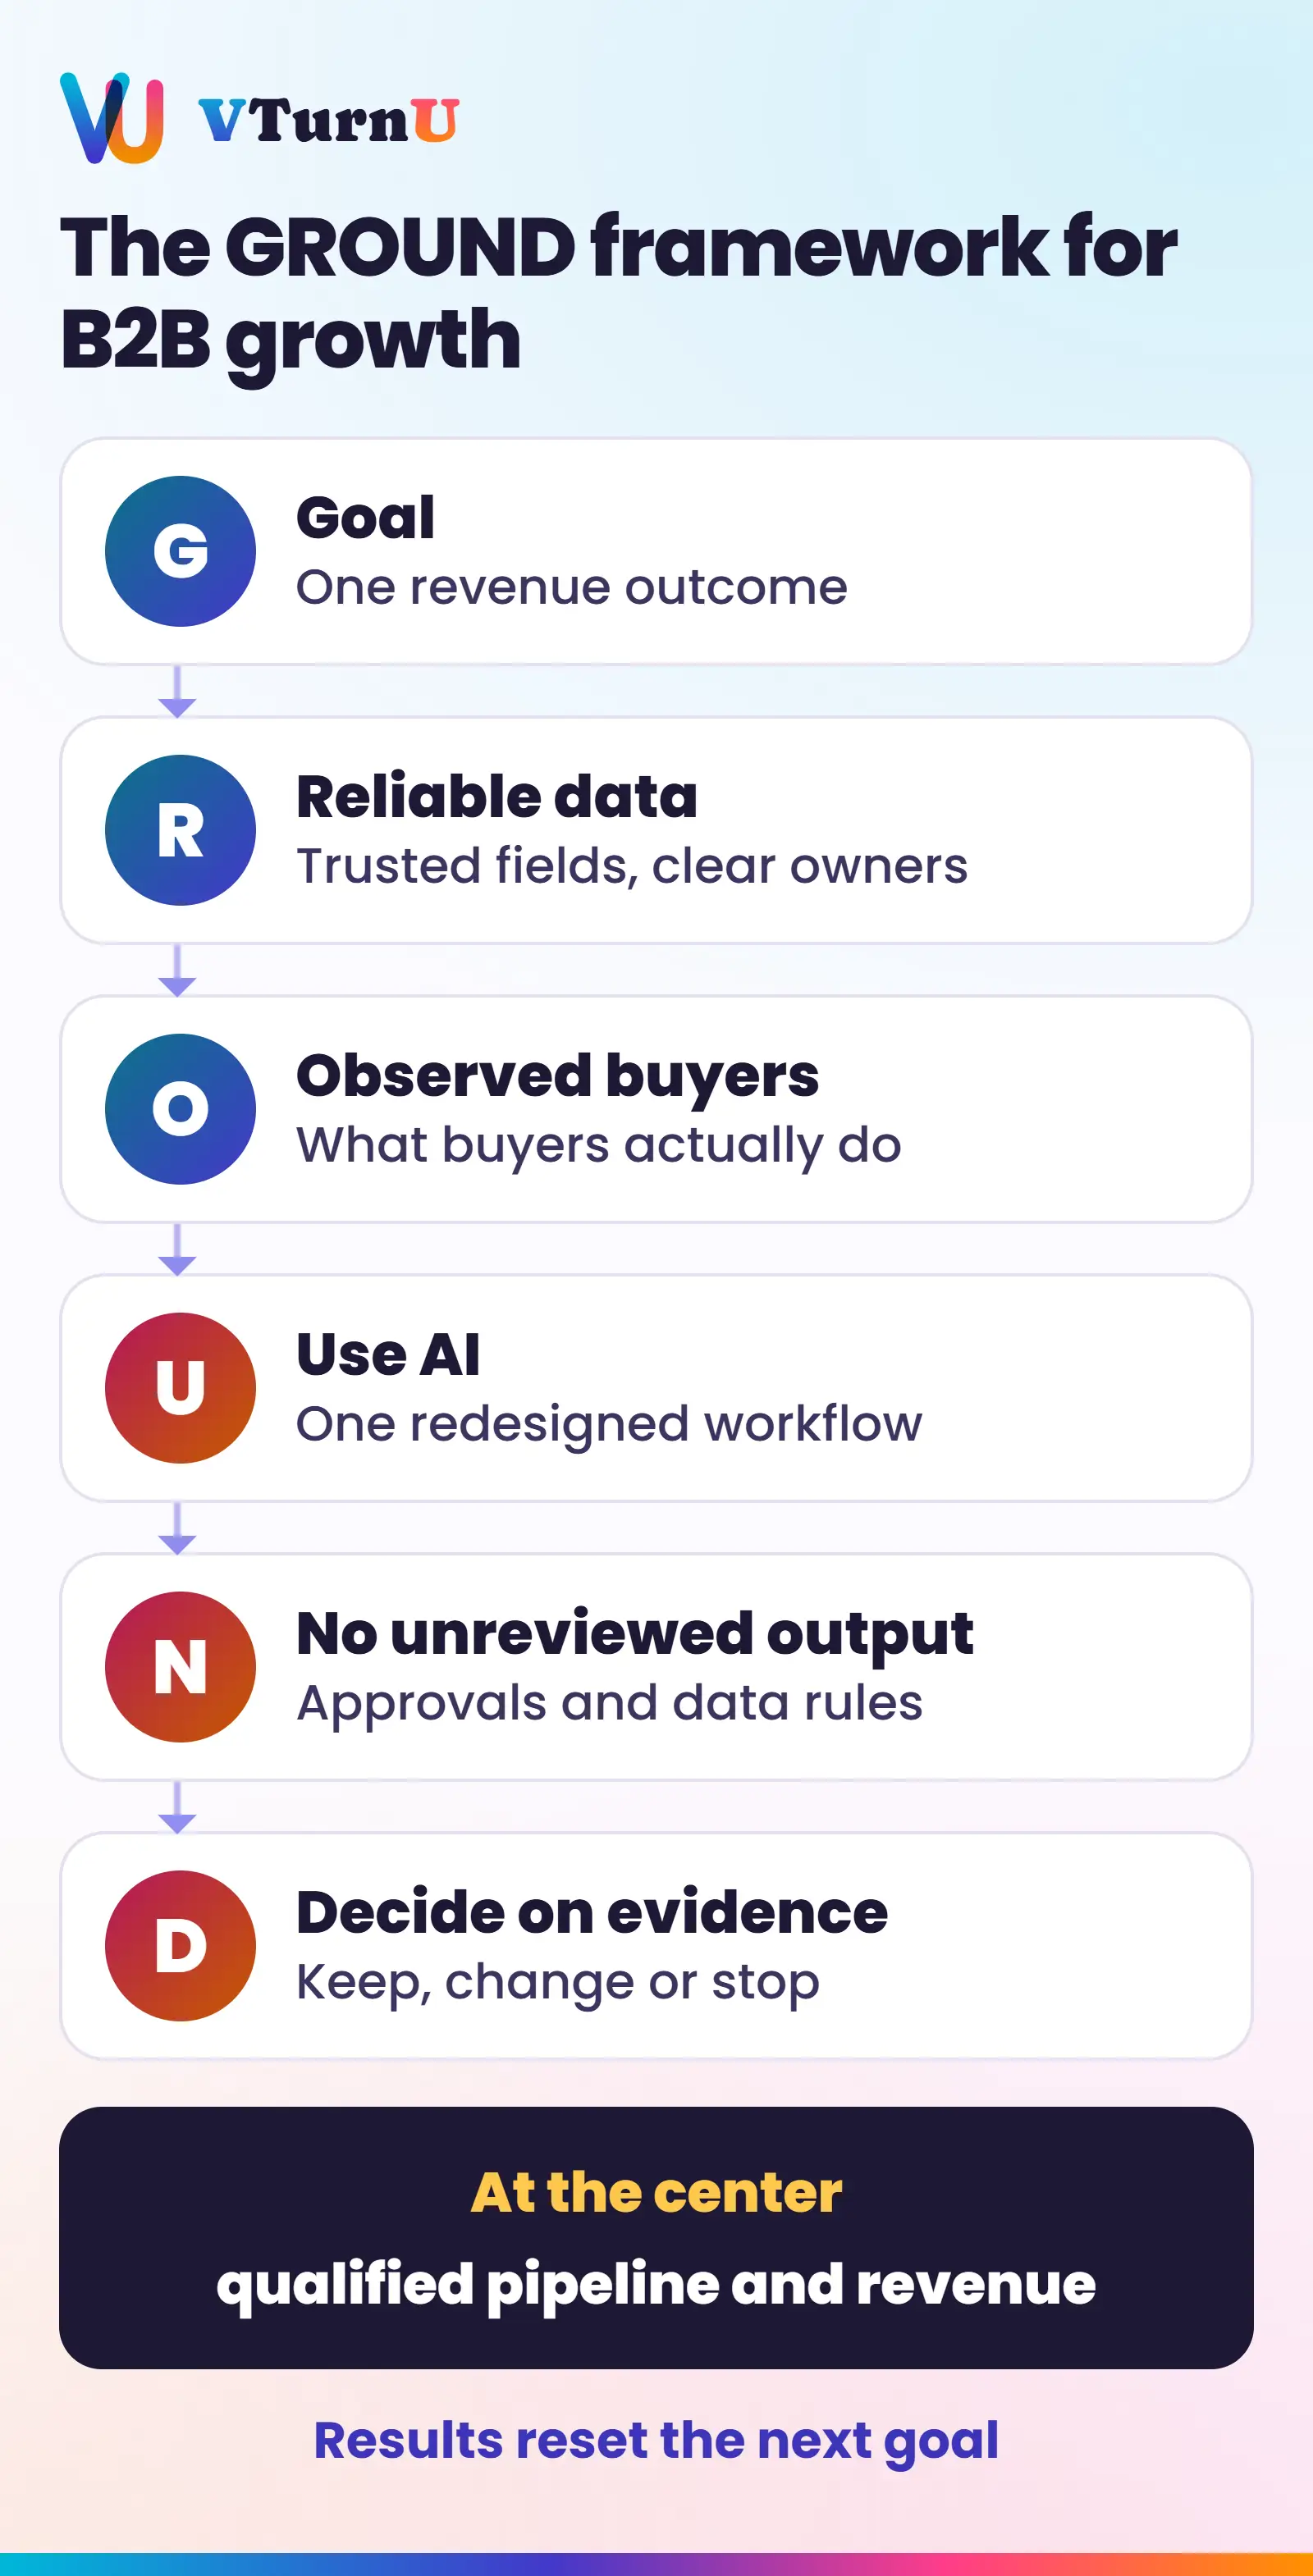 VU VTurnU
The GROUND framework for
B2B growth
G
Goal
One revenue outcome
R
Reliable data
Trusted fields, clear owners
O
Observed buyers
What buyers actually do
U
Use AI
One redesigned workflow
N
No unreviewed output
Approvals and data rules
D
Decide on evidence
Keep, change or stop
At the center
qualified pipeline and revenue
Results reset the next goal